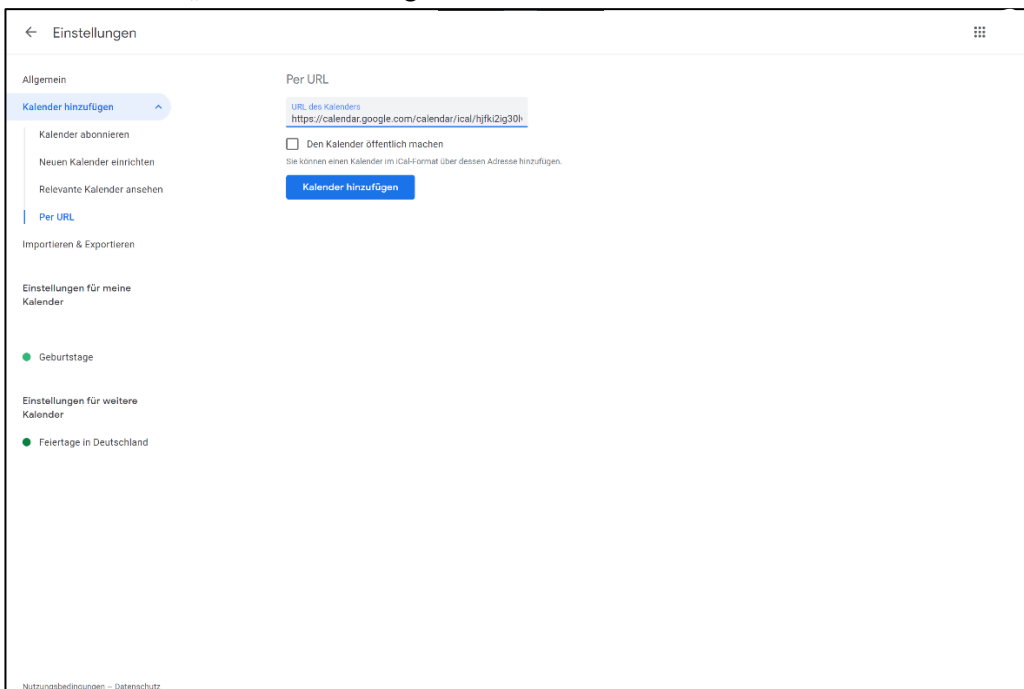 Einstellungen
Allgemein
Kalender hinzufügen
Kalender abonnieren
Neuen Kalender einrichten
Relevante Kalender ansehen
Per URL
Importieren & Exportieren
Einstellungen für meine
Kalender
Geburtstage
Einstellungen für weitere
Kalender
Feiertage in Deutschland
Nutzungsbedingungen – Datenschutz
Per URL
URL des Kalenders
https://calendar.google.com/calendar/ical/hjfki2ig30l
Den Kalender öffentlich machen
Sie können einen Kalender im iCal-Format über dessen Adresse hinzufügen.
Kalender hinzufügen